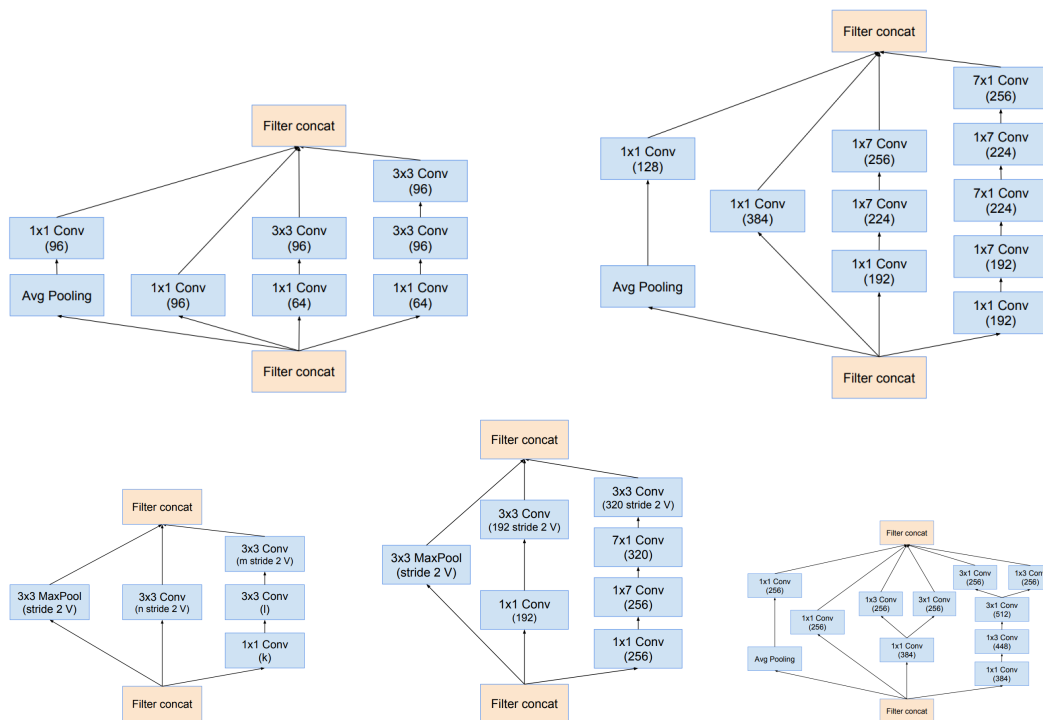 Filter concat
3x3 Conv
(96)
1x1 Conv
(96)
3x3 Conv
(96)
3x3 Conv
(96)
Avg Pooling
1x1 Conv
(96)
1x1 Conv
(64)
1x1 Conv
(64)
Filter concat
Filter concat
7x1 Conv
(256)
1x1 Conv
(128)
1x7 Conv
(256)
1x7 Conv
(224)
1x1 Conv
(384)
1x7 Conv
(224)
7x1 Conv
(224)
Avg Pooling
1x1 Conv
(192)
1x7 Conv
(192)
1x1 Conv
(192)
Filter concat
Filter concat
3x3 Conv
(m stride 2 V)
3x3 MaxPool
(stride 2 V)
3x3 Conv
(n stride 2 V)
3x3 Conv
(l)
1x1 Conv
(k)
Filter concat
Filter concat
3x3 Conv
(320 stride 2 V)
3x3 Conv
(192 stride 2 V)
7x1 Conv
(320)
3x3 MaxPool
(stride 2 V)
1x7 Conv
(256)
1x1 Conv
(192)
1x1 Conv
(256)
Filter concat
Filter concat
1x1 Conv
(256)
3x1 Conv
(256)
1x3 Conv
(256)
1x3 Conv
(256)
3x1 Conv
(256)
3x1 Conv
(512)
1x1 Conv
(256)
1x3 Conv
(448)
Avg Pooling
1x1 Conv
(384)
1x1 Conv
(384)
Filter concat